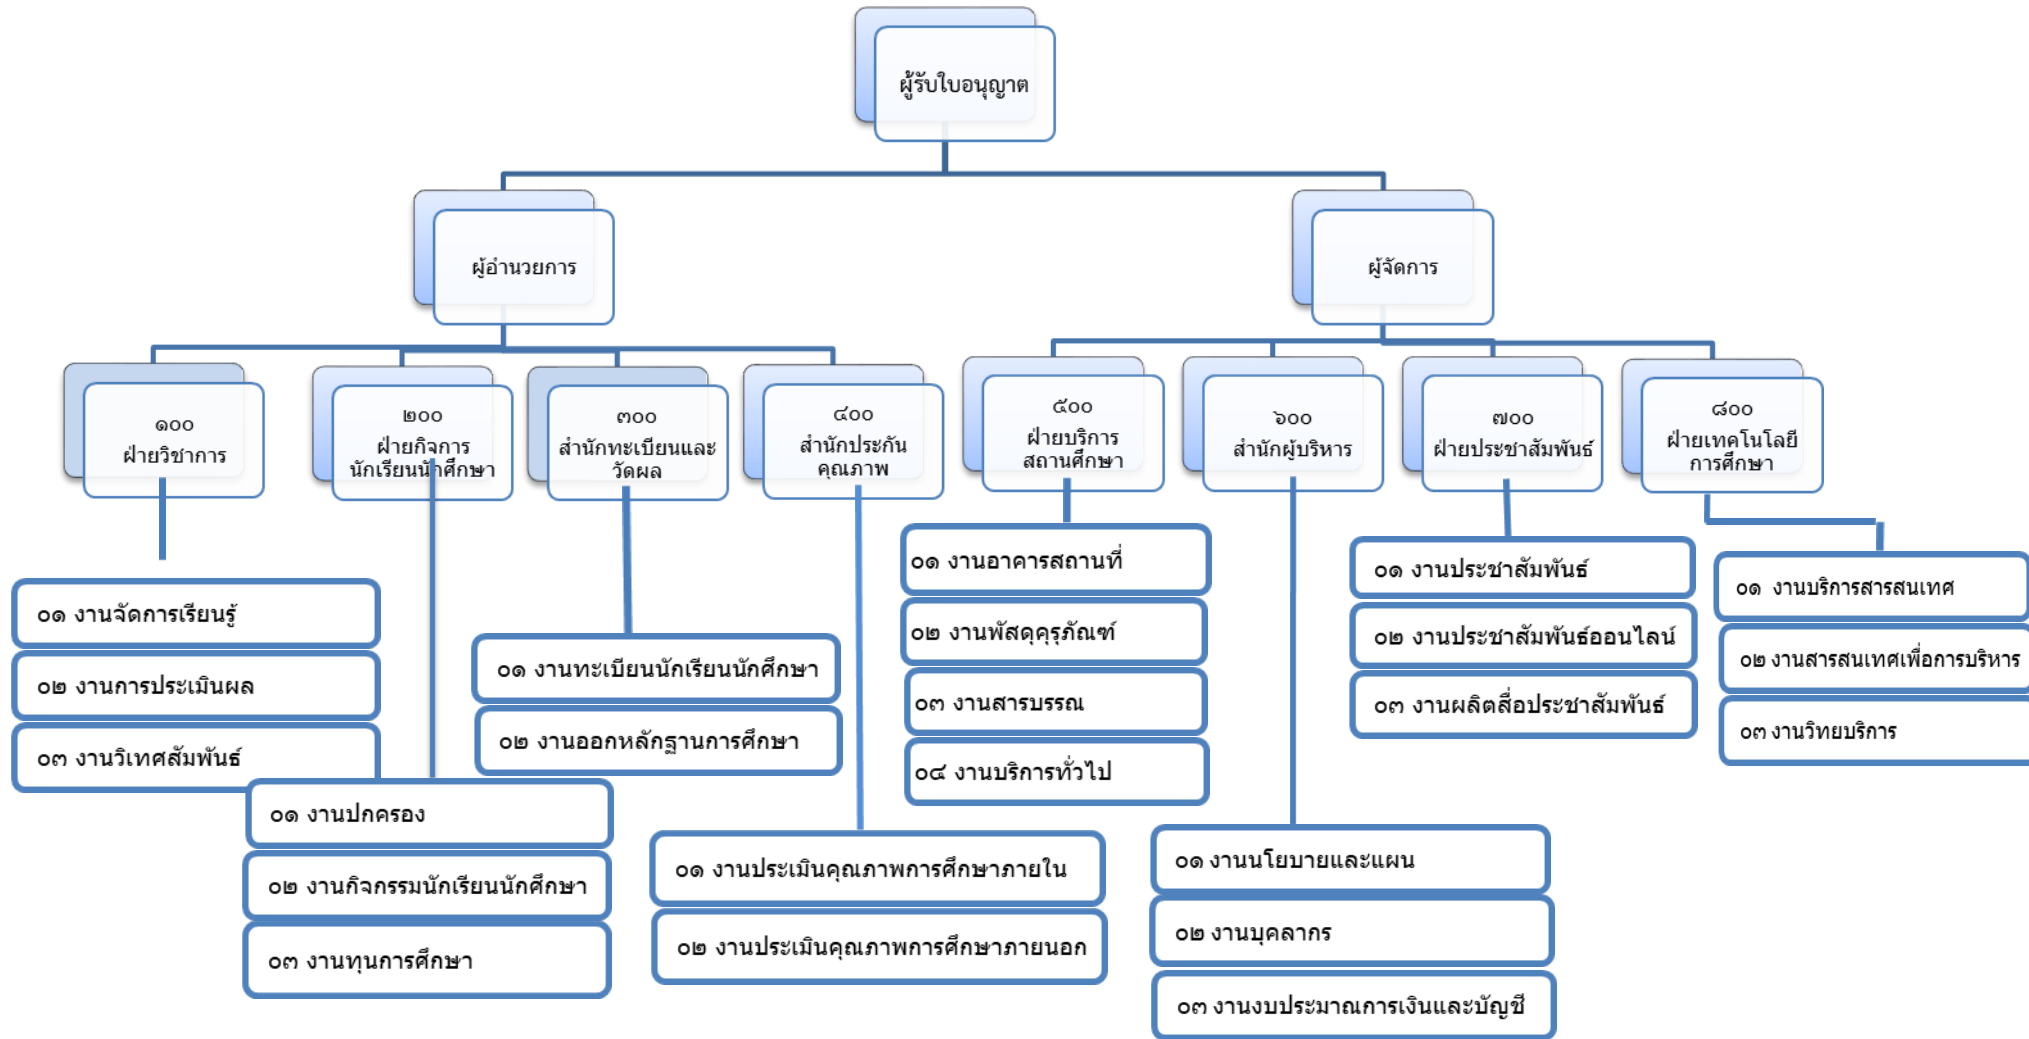 ผู้รับใบอนุญาต
ผู้อำนวยการ
ผู้จัดการ
๑๐๐
ฝ่ายวิชาการ
๒๐๐
ฝ่ายกิจการ
นักเรียนนักศึกษา
๓๐๐
สำนักทะเบียนและ
วัดผล
๔๐๐
สำนักประกัน
คุณภาพ
๕๐๐
ฝ่ายบริการ
สถานศึกษา
๖๐๐
สำนักผู้บริหาร
๗๐๐
ฝ่ายประชาสัมพันธ์
๘๐๐
ฝ่ายเทคโนโลยี
การศึกษา
๐๑ งานจัดการเรียนรู้
๐๒ งานการประเมินผล
๐๓ งานวิเทศสัมพันธ์
๐๑ งานปกครอง
๐๒ งานกิจกรรมนักเรียนนักศึกษา
๐๓ งานทุนการศึกษา
๐๑ งานทะเบียนนักเรียนนักศึกษา
๐๒ งานออกหลักฐานการศึกษา
๐๑ งานประเมินคุณภาพการศึกษาภายใน
๐๒ งานประเมินคุณภาพการศึกษาภายนอก
๐๑ งานอาคารสถานที่
๐๒ งานพัสดุครุภัณฑ์
๐๓ งานสารบรรณ
๐๔ งานบริการทั่วไป
๐๑ งานนโยบายและแผน
๐๒ งานบุคลากร
๐๓ งานงบประมาณการเงินและบัญชี
๐๑ งานประชาสัมพันธ์
๐๒ งานประชาสัมพันธ์ออนไลน์
๐๓ งานผลิตสื่อประชาสัมพันธ์
๐๑ งานบริการสารสนเทศ
๐๒ งานสารสนเทศเพื่อการบริหาร
๐๓ งานวิทยบริการ